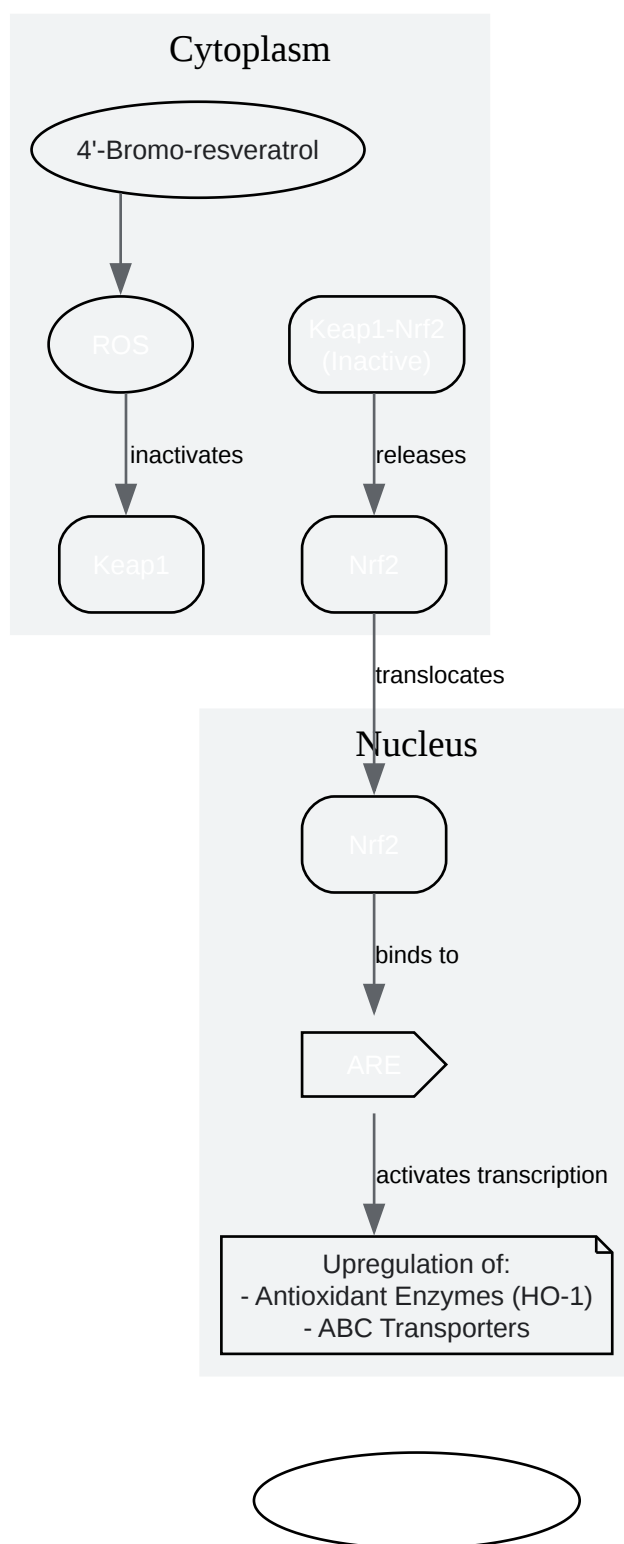 Cytoplasm
4'-Bromo-resveratrol
ROS
Keap1-Nrf2
(Inactive)
inactivates
releases
Keap1
Nrf2
translocates
Nucleus
Nrf2
binds to
ARE
activates transcription
Upregulation of:
- Antioxidant Enzymes (HO-1)
- ABC Transporters